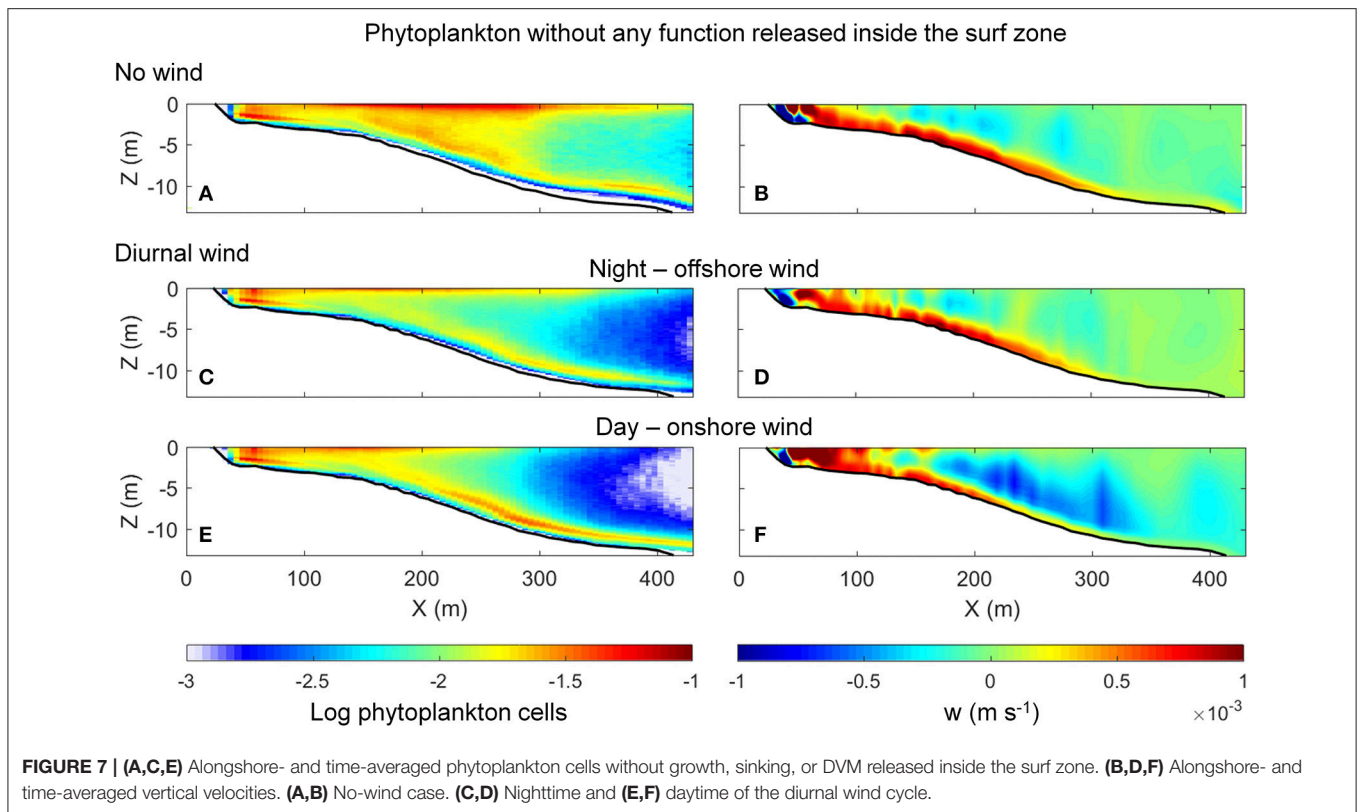 Phytoplankton without any function released inside the surf zone
No wind
0
-5
-10
Z (m)
A
B
Diurnal wind
Night – offshore wind
0
-5
-10
Z (m)
C
D
Day – onshore wind
0
-5
-10
Z (m)
E
F
0 100 200 300 400
X (m)
0 100 200 300 400
X (m)
-3 -2.5 -2 -1.5 -1
Log phytoplankton cells
-1 -0.5 0 0.5 1
w (m s⁻¹)
×10⁻³
FIGURE 7 | (A,C,E) Alongshore- and time-averaged phytoplankton cells without growth, sinking, or DVM released inside the surf zone. (B,D,F) Alongshore- and
time-averaged vertical velocities. (A,B) No-wind case. (C,D) Nighttime and (E,F) daytime of the diurnal wind cycle.